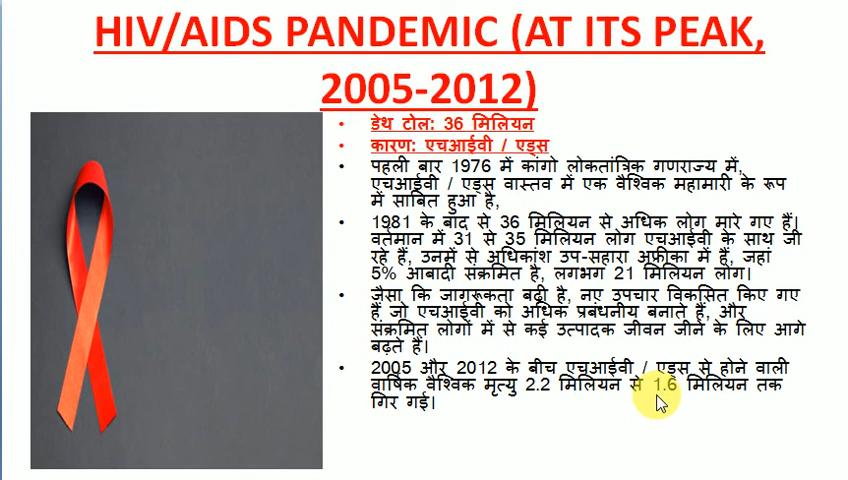 HIV/AIDS PANDEMIC (AT ITS PEAK,
2005-2012)
• डेथ टोल: 36 मिलियन
• कारण: एचआईवी / एड्स
• पहली बार 1976 में कांगो लोकतांत्रिक गणराज्य में,
एचआईवी / एड्स वास्तव में एक वैश्विक महामारी के रूप
में साबित हुआ है,
• 1981 के बाद से 36 मिलियन से अधिक लोग मारे गए हैं।
वर्तमान में 31 से 35 मिलियन लोग एचआईवी के साथ जी
रहे हैं, उनमें से अधिकांश उप-सहारा अफ्रीका में हैं, जहां
5% आबादी संक्रमित है, लगभग 21 मिलियन लोग।
• जैसा कि जागरूकता बढ़ी है, नए उपचार विकसित किए गए
हैं जो एचआईवी को अधिक प्रबंधनीय बनाते हैं, और
संक्रमित लोगों में से कई उत्पादक जीवन जीने के लिए आगे
बढ़ते हैं।
• 2005 और 2012 के बीच एचआईवी / एड्स से होने वाली
वार्षिक वैश्विक मृत्यु 2.2 मिलियन से 1.6 मिलियन तक
गिर गई।